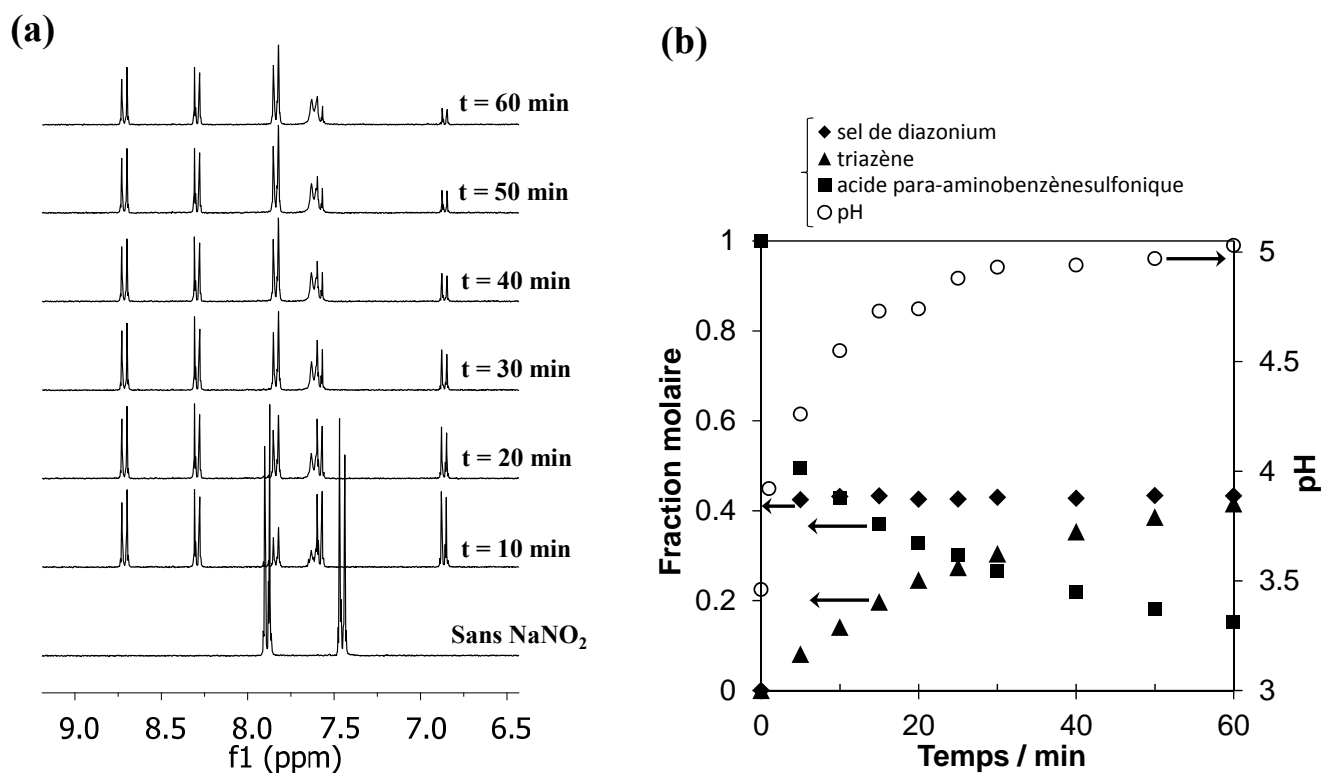 (a)
t = 60 min
t = 50 min
t = 40 min
t = 30 min
t = 20 min
t = 10 min
Sans NaNO2
9.0 8.5 8.0 7.5 7.0 6.5
f1 (ppm)
(b)
sel de diazonium
triazène
acide para-aminobenzènesulfonique
pH
1
0.8
0.6
0.4
0.2
0
Fraction molaire
5
4.5
4
3.5
3
pH
0 20 40 60
Temps / min